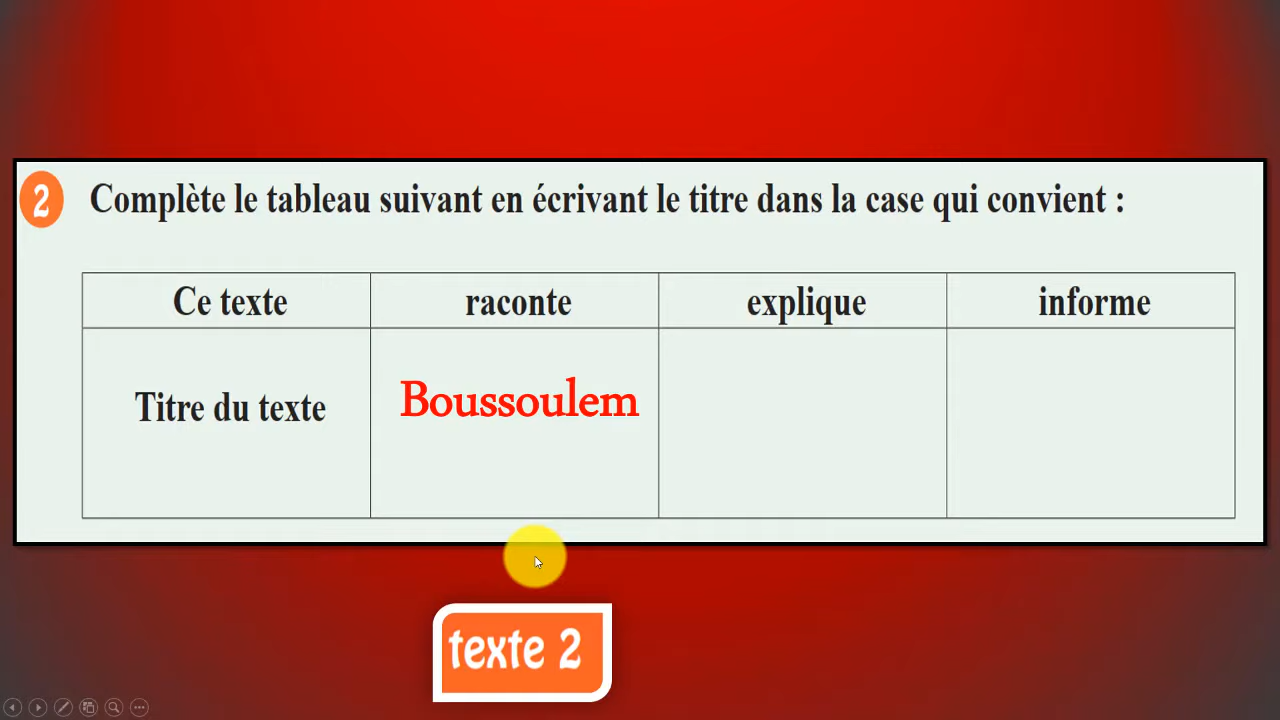 2 Complète le tableau suivant en écrivant le titre dans la case qui convient :
Ce texte raconte explique informe
Titre du texte Boussoulem
texte 2